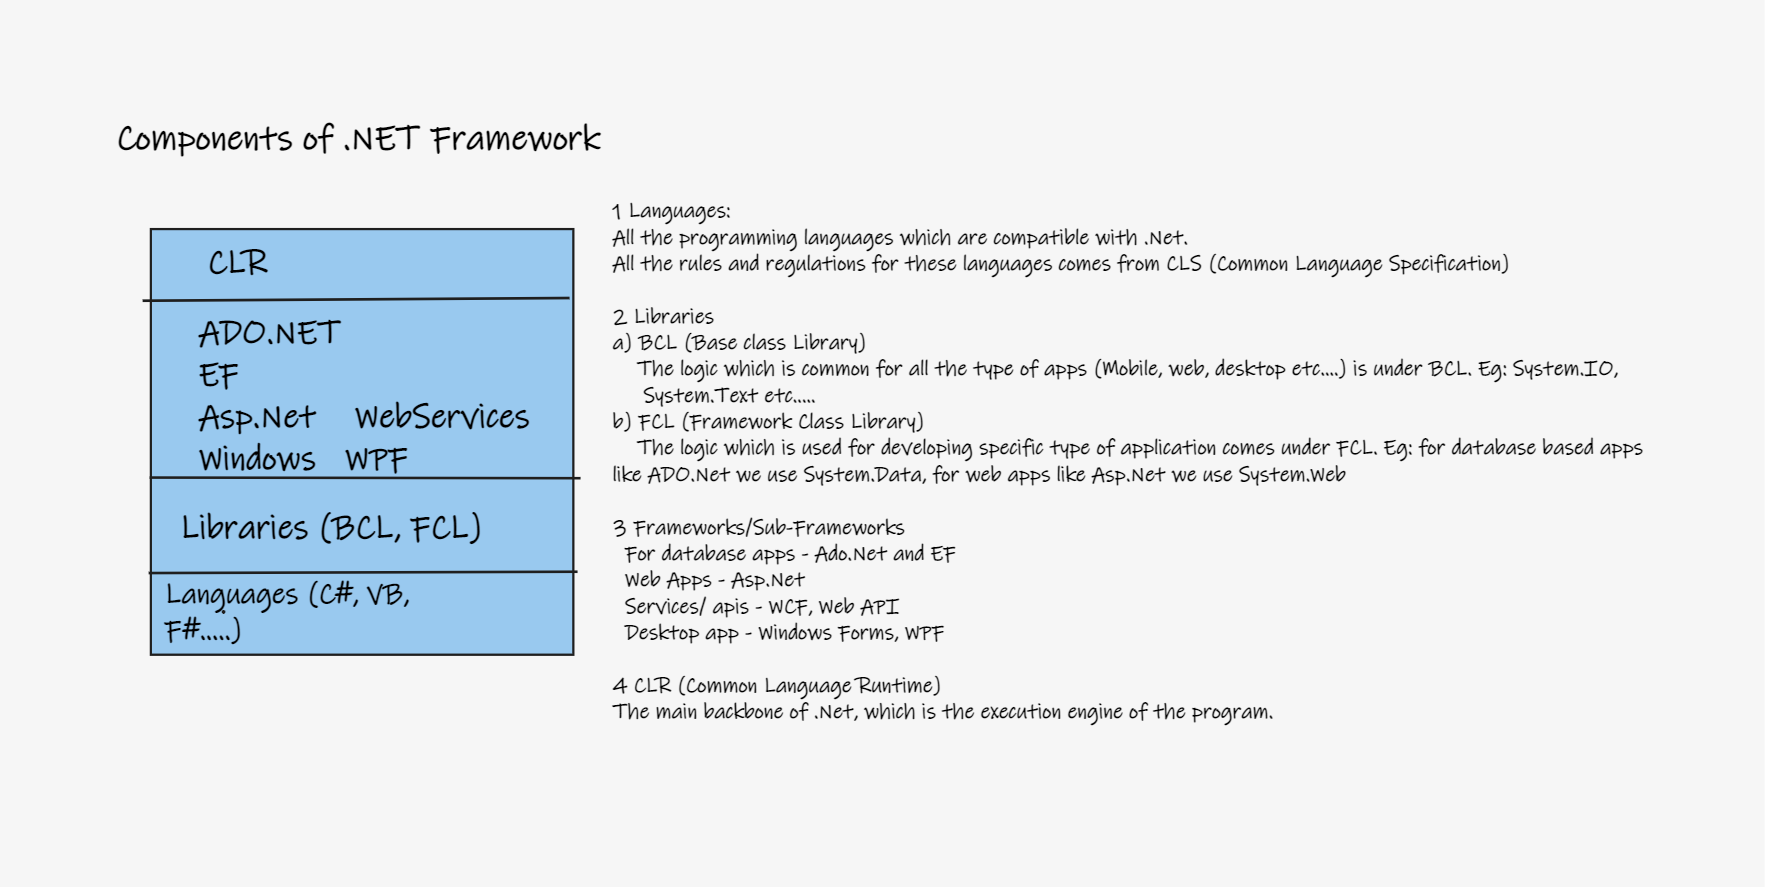 Components of .NET Framework
CLR
ADO.NET
EF
Asp.Net WebServices
Windows WPF
Libraries (BCL, FCL)
Languages (C#, VB,
F#.....)
1 Languages:
All the programming languages which are compatible with .Net.
All the rules and regulations for these languages comes from CLS (Common Language Specification)
2 Libraries
a) BCL (Base class Library)
The logic which is common for all the type of apps (Mobile, web, desktop etc....) is under BCL. Eg: System.IO,
System.Text etc.....
b) FCL (Framework Class Library)
The logic which is used for developing specific type of application comes under FCL. Eg: for database based apps
like ADO.Net we use System.Data, for web apps like Asp.Net we use System.Web
3 Frameworks/Sub-Frameworks
For database apps - Ado.Net and EF
Web Apps - Asp.Net
Services/ apis - WCF, Web API
Desktop app - Windows Forms, WPF
4 CLR (Common Language Runtime)
The main backbone of .Net, which is the execution engine of the program.